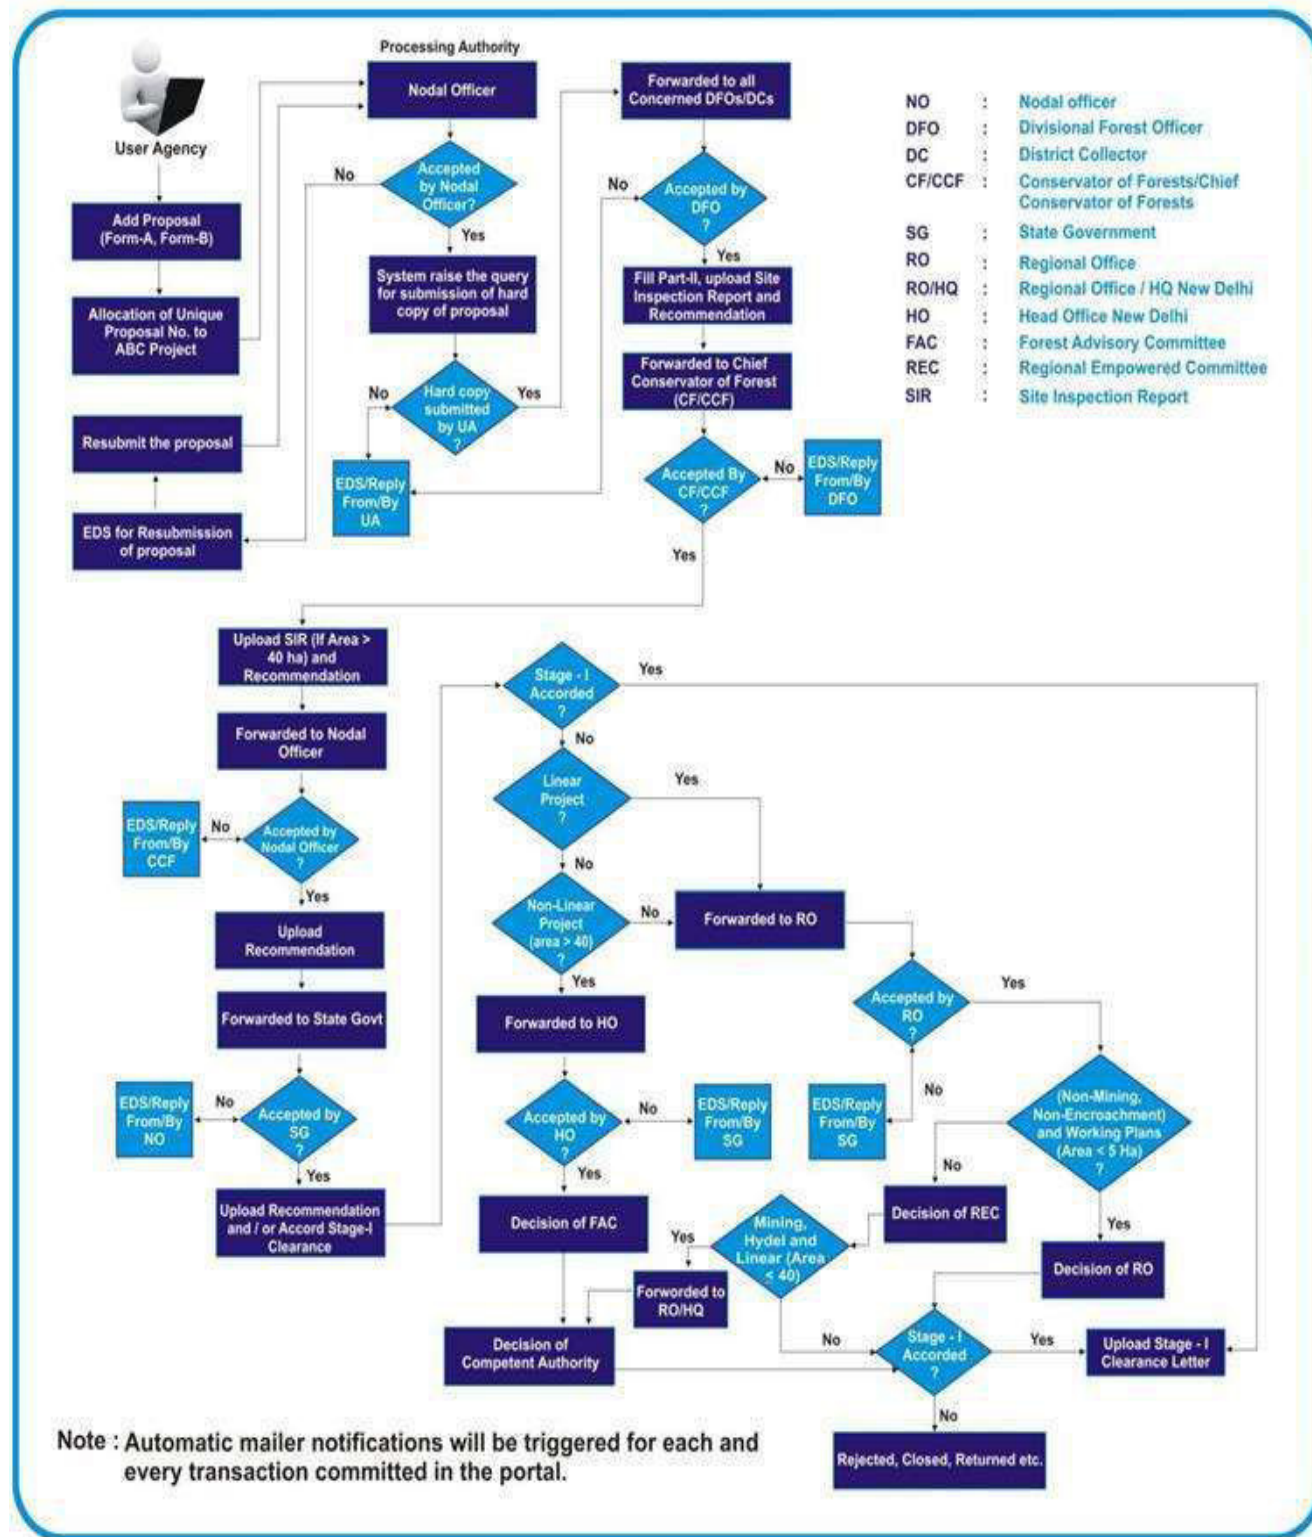 Processing Authority
Nodal Officer
User Agency
Add Proposal
(Form-A, Form-B)
Allocation of Unique
Proposal No. to
ABC Project
Resubmit the proposal
EDS for Resubmission
of proposal
No
Accepted
by Nodal
Officer?
Yes
System raise the query
for submission of hard
copy of proposal
No
Hard copy
submitted
by UA
?
Yes
EDS/Reply
From/By
UA
Forwarded to all
Concerned DFOs/DCs
No
Accepted by
DFO
?
Yes
Fill Part-II, upload Site
Inspection Report and
Recommendation
Forwarded to Chief
Conservator of Forest
(CF/CCF)
Accepted By
CF/CCF
?
No
EDS/Reply
From/By
DFO
Yes
NO : Nodal officer
DFO : Divisional Forest Officer
DC : District Collector
CF/CCF : Conservator of Forests/Chief
Conservator of Forests
SG : State Government
RO : Regional Office
RO/HQ : Regional Office / HQ New Delhi
HO : Head Office New Delhi
FAC : Forest Advisory Committee
REC : Regional Empowered Committee
SIR : Site Inspection Report
Upload SIR (If Area >
40 ha) and
Recommendation
Forwarded to Nodal
Officer
EDS/Reply
From/By
CCF
No
Accepted by
Nodal Officer
?
Yes
Upload
Recommendation
Forwarded to State Govt
EDS/Reply
From/By
NO
No
Accepted by
SG
?
Yes
Upload Recommendation
and / or Accord Stage-I
Clearance
Stage - I
Accorded
?
Yes
No
Linear
Project
?
Yes
No
Non-Linear
Project
(area > 40)
?
No
Forwarded to RO
Yes
Forwarded to HO
Accepted by
HO
?
No
EDS/Reply
From/By
SG
Yes
Decision of FAC
Accepted by
RO
?
Yes
No
EDS/Reply
From/By
SG
(Non-Mining,
Non-Encroachment)
and Working Plans
(Area < 5 Ha)
?
No
Decision of REC
Yes
Decision of RO
Mining,
Hydel and
Linear (Area
< 40)
Yes
Forworded to
RO/HQ
No
Decision of
Competent Authority
Stage - I
Accorded
?
Yes
Upload Stage - I
Clearance Letter
No
Rejected, Closed, Returned etc.
Note : Automatic mailer notifications will be triggered for each and
every transaction committed in the portal.